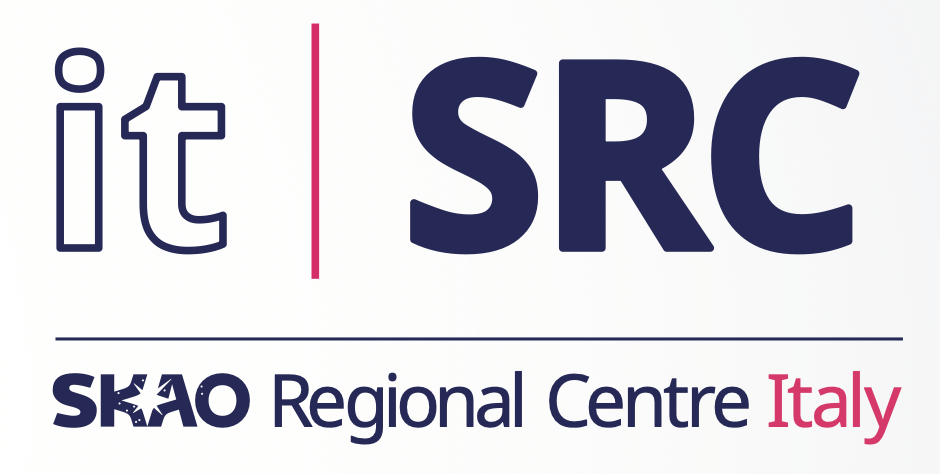 it | SRC
SKAO Regional Centre Italy